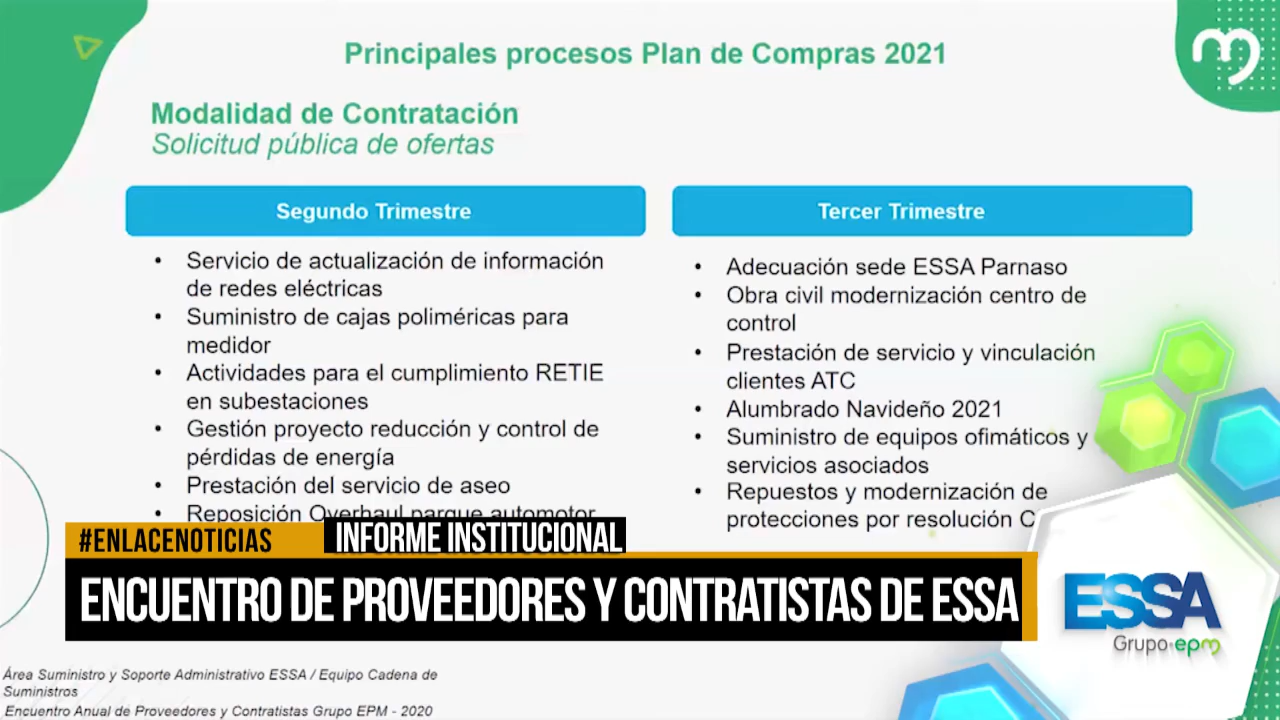 Principales procesos Plan de Compras 2021
Modalidad de Contratación
Solicitud pública de ofertas
Segundo Trimestre
• Servicio de actualización de información
de redes eléctricas
• Suministro de cajas poliméricas para
medidor
• Actividades para el cumplimiento RETIE
en subestaciones
• Gestión proyecto reducción y control de
pérdidas de energía
• Prestación del servicio de aseo
• Reposición Overhaul parque automotor
Tercer Trimestre
• Adecuación sede ESSA Parnaso
• Obra civil modernización centro de
control
• Prestación de servicio y vinculación
clientes ATC
• Alumbrado Navideño 2021
• Suministro de equipos ofimáticos y
servicios asociados
• Repuestos y modernización de
protecciones por resolución
#ENLACENOTICIAS
INFORME INSTITUCIONAL
ENCUENTRO DE PROVEEDORES Y CONTRATISTAS DE ESSA
ESSA
Grupo·epm
Área Suministro y Soporte Administrativo ESSA / Equipo Cadena de
Suministros
Encuentro Anual de Proveedores y Contratistas Grupo EPM - 2020